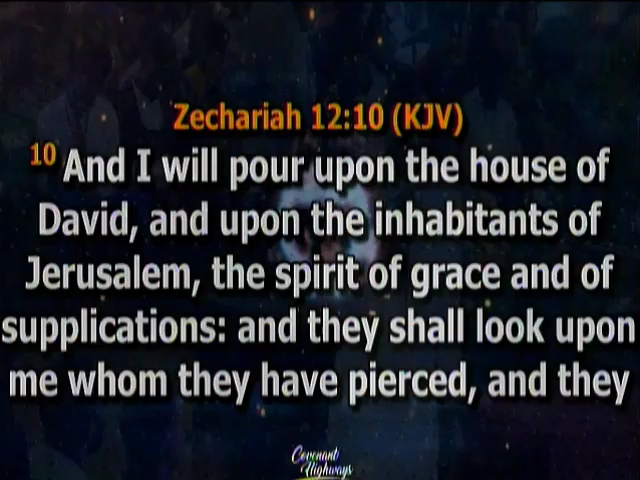 Zechariah 12:10 (KJV)
10 And I will pour upon the house of
David, and upon the inhabitants of
Jerusalem, the spirit of grace and of
supplications: and they shall look upon
me whom they have pierced, and they
Covenant
Highways